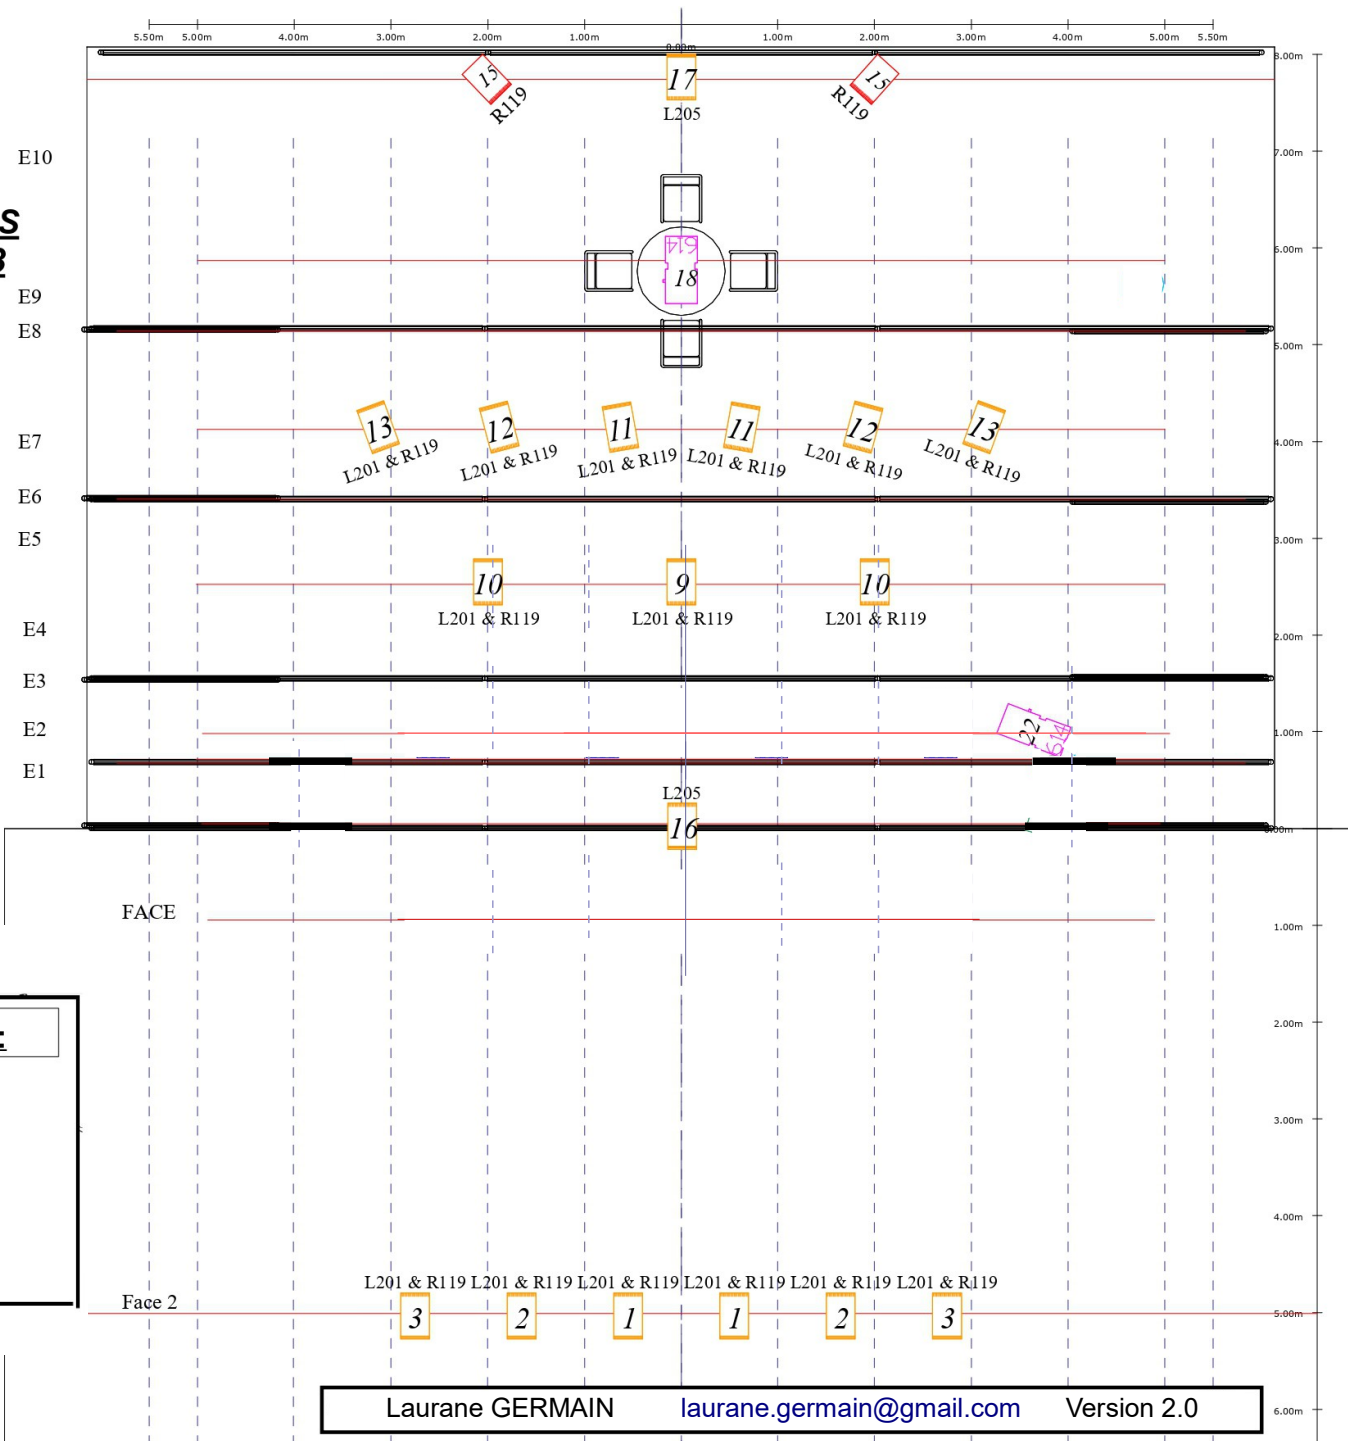 5.50m 5.00m 4.00m 3.00m 2.00m 1.00m 0.00m 1.00m 2.00m 3.00m 4.00m 5.00m 5.50m
8.00m
15 17 15
R119 L205 R119
7.00m
E10
S
614
6.00m
18
E9
E8
5.00m
13 12 11 11 12 13
E7
4.00m
L201 & R119 L201 & R119 L201 & R119 L201 & R119 L201 & R119 L201 & R119
E6
E5
3.00m
10 9 10
L201 & R119 L201 & R119 L201 & R119
E4
2.00m
E3
E2
22 614
1.00m
E1
L205
16
0.00m
FACE
1.00m
2.00m
3.00m
4.00m
L201 & R119 L201 & R119 L201 & R119 L201 & R119 L201 & R119 L201 & R119
Face 2
5.00m
3 2 1 1 2 3
Laurane GERMAIN laurane.germain@gmail.com Version 2.0
6.00m